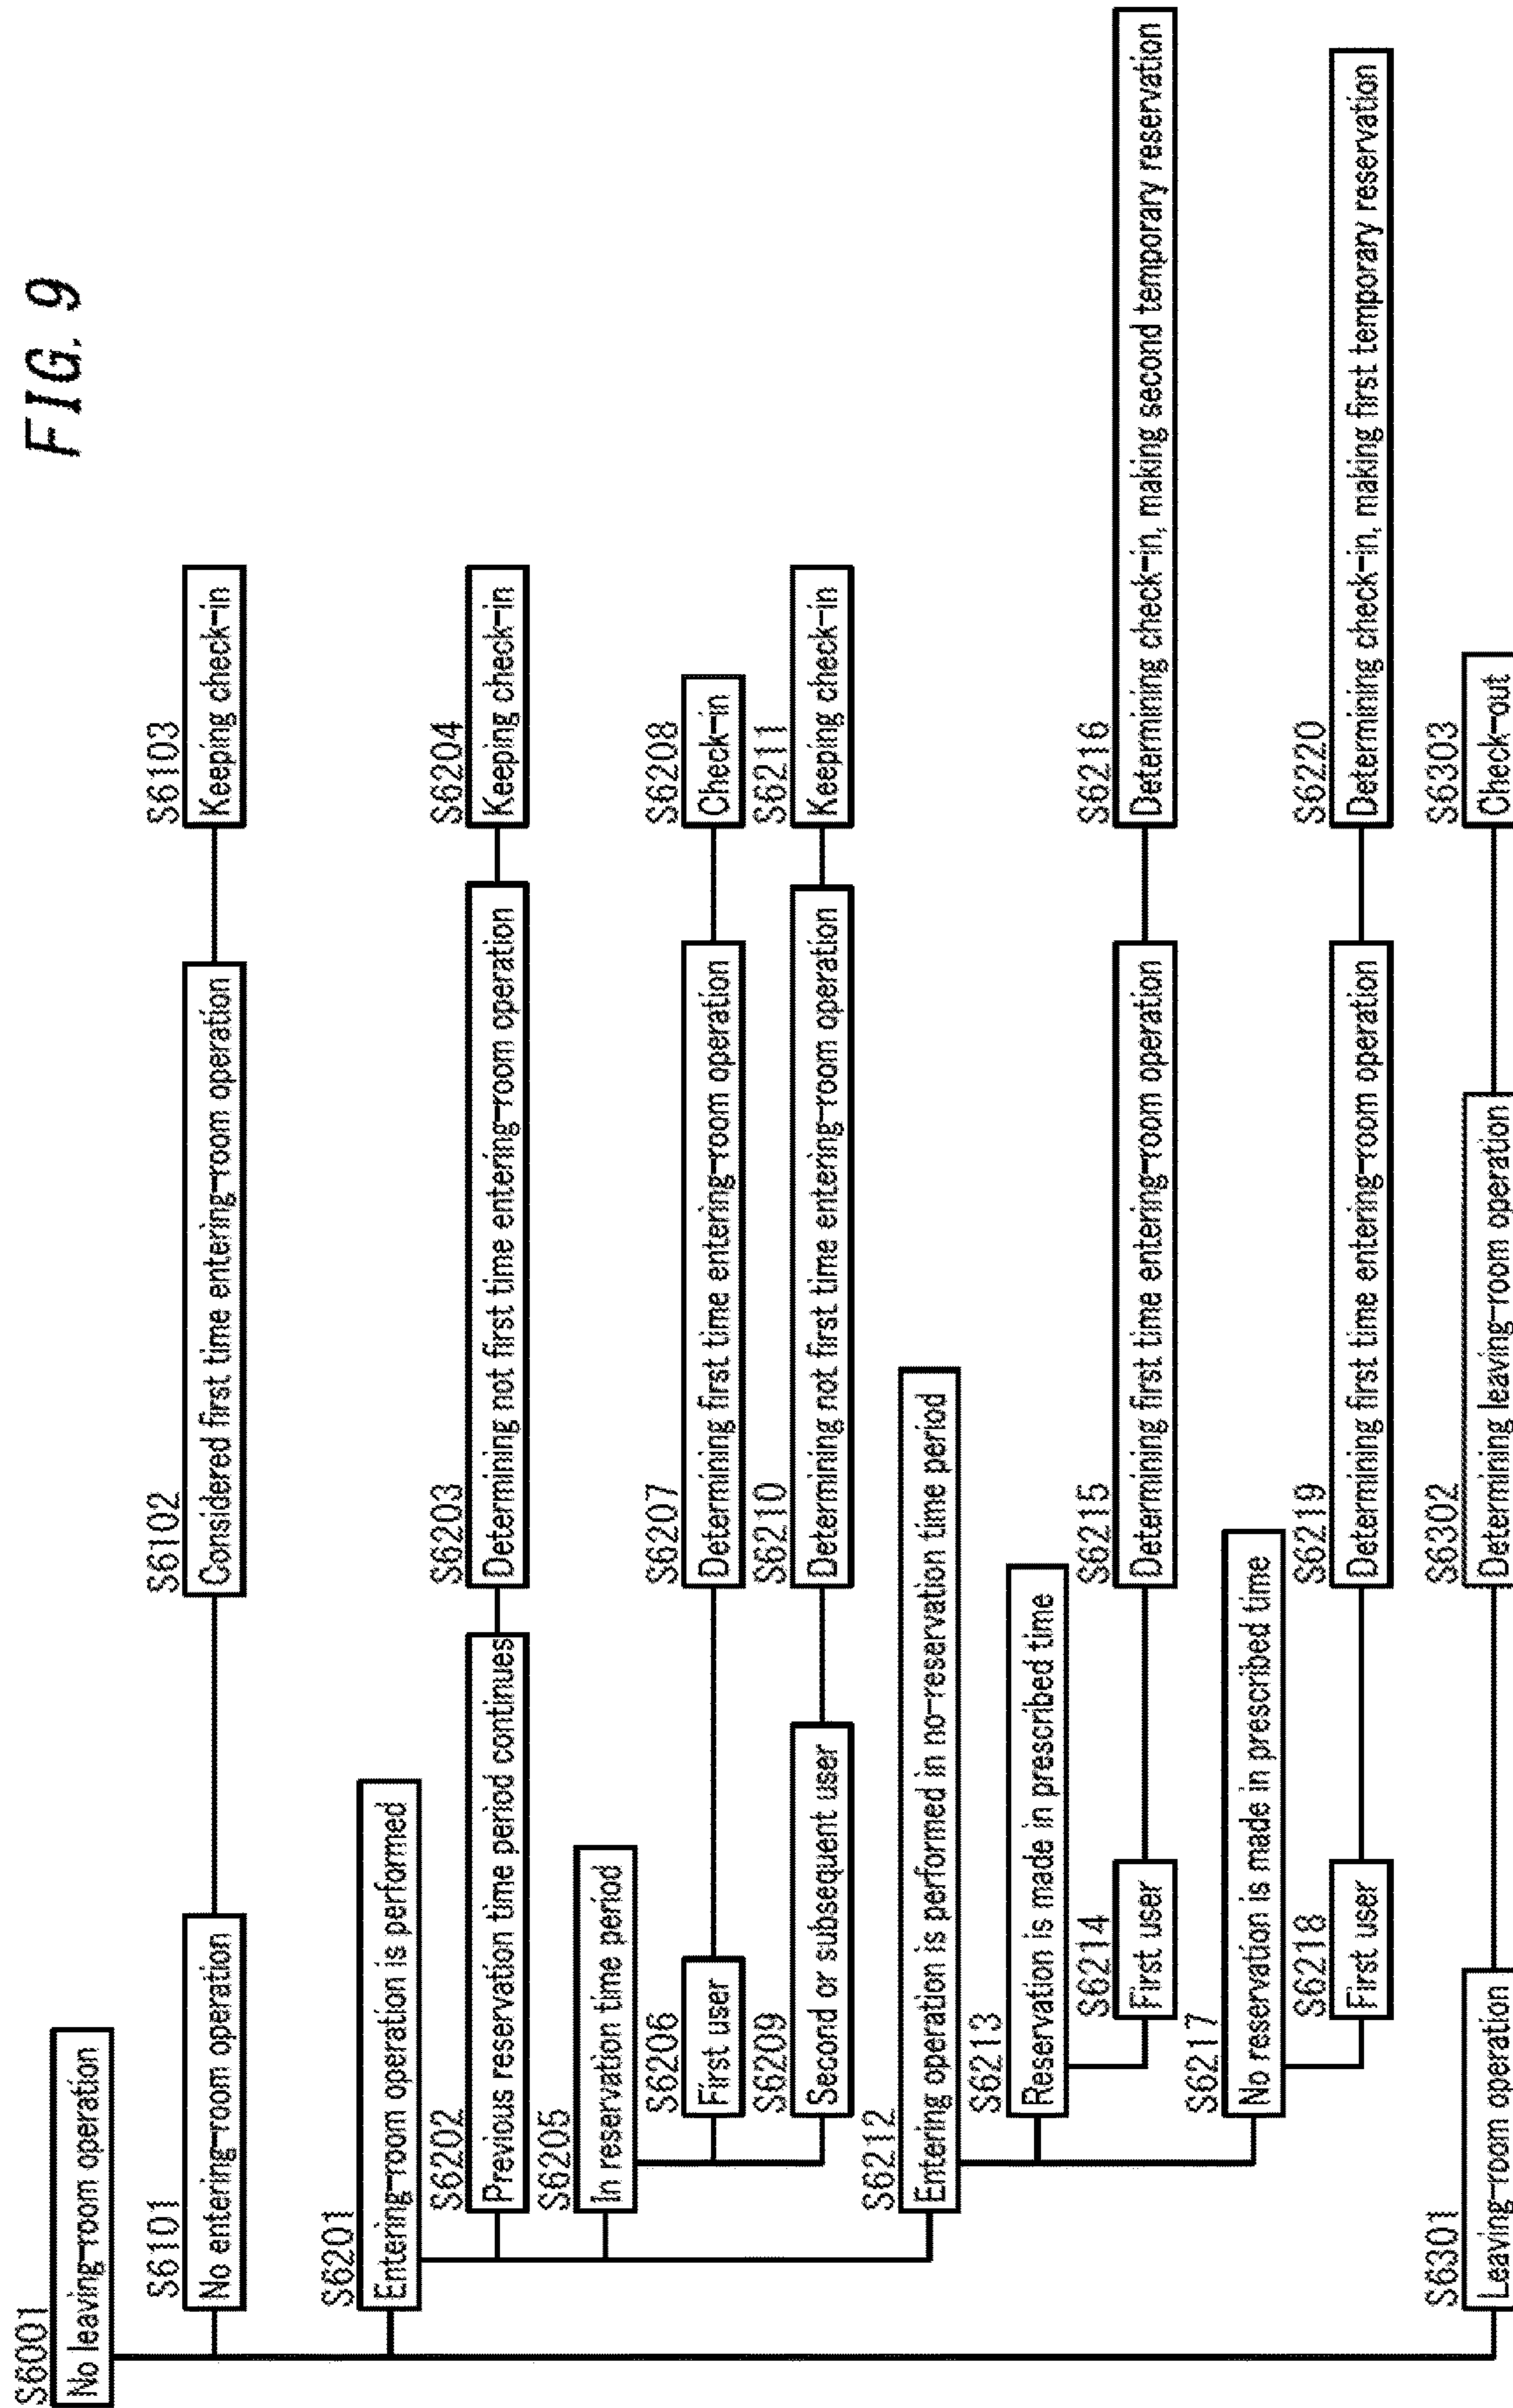 FIG. 9
S6001
No leaving-room operation
S6101
No entering-room operation
S6102
Considered first time entering-room operation
S6103
Keeping check-in
S6201
Entering-room operation is performed
S6202
Previous reservation time period continues
S6203
Determining not first time entering-room operation
S6204
Keeping check-in
S6205
In reservation time period
S6206
First user
S6207
Determining first time entering-room operation
S6208
Check-in
S6209
Second or subsequent user
S6210
Determining not first time entering-room operation
S6211
Keeping check-in
S6212
Entering operation is performed in no-reservation time period
S6213
Reservation is made in prescribed time
S6214
First user
S6215
Determining first time entering-room operation
S6216
Determining check-in, making second temporary reservation
S6217
No reservation is made in prescribed time
S6218
First user
S6219
Determining first time entering-room operation
S6220
Determining check-in, making first temporary reservation
S6301
Leaving-room operation
S6302
Determining leaving-room operation
S6303
Check-out